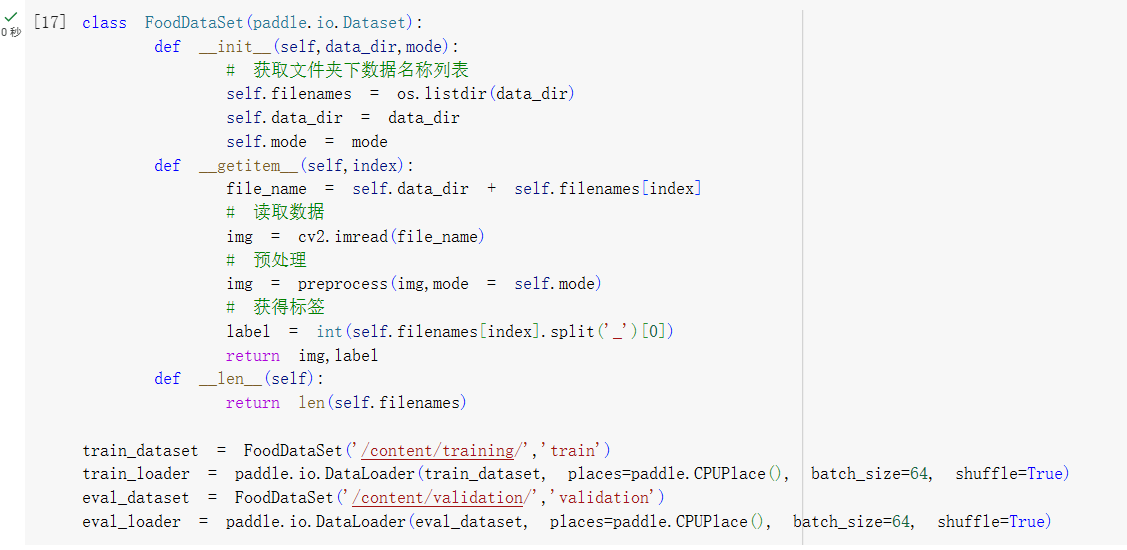 [17] class FoodDataSet(paddle.io.Dataset):
0秒
def __init__(self,data_dir,mode):
# 获取文件夹下数据名称列表
self.filenames = os.listdir(data_dir)
self.data_dir = data_dir
self.mode = mode
def __getitem__(self,index):
file_name = self.data_dir + self.filenames[index]
# 读取数据
img = cv2.imread(file_name)
# 预处理
img = preprocess(img,mode = self.mode)
# 获得标签
label = int(self.filenames[index].split('_')[0])
return img,label
def __len__(self):
return len(self.filenames)
train_dataset = FoodDataSet('/content/training/','train')
train_loader = paddle.io.DataLoader(train_dataset, places=paddle.CPUPlace(), batch_size=64, shuffle=True)
eval_dataset = FoodDataSet('/content/validation/','validation')
eval_loader = paddle.io.DataLoader(eval_dataset, places=paddle.CPUPlace(), batch_size=64, shuffle=True)